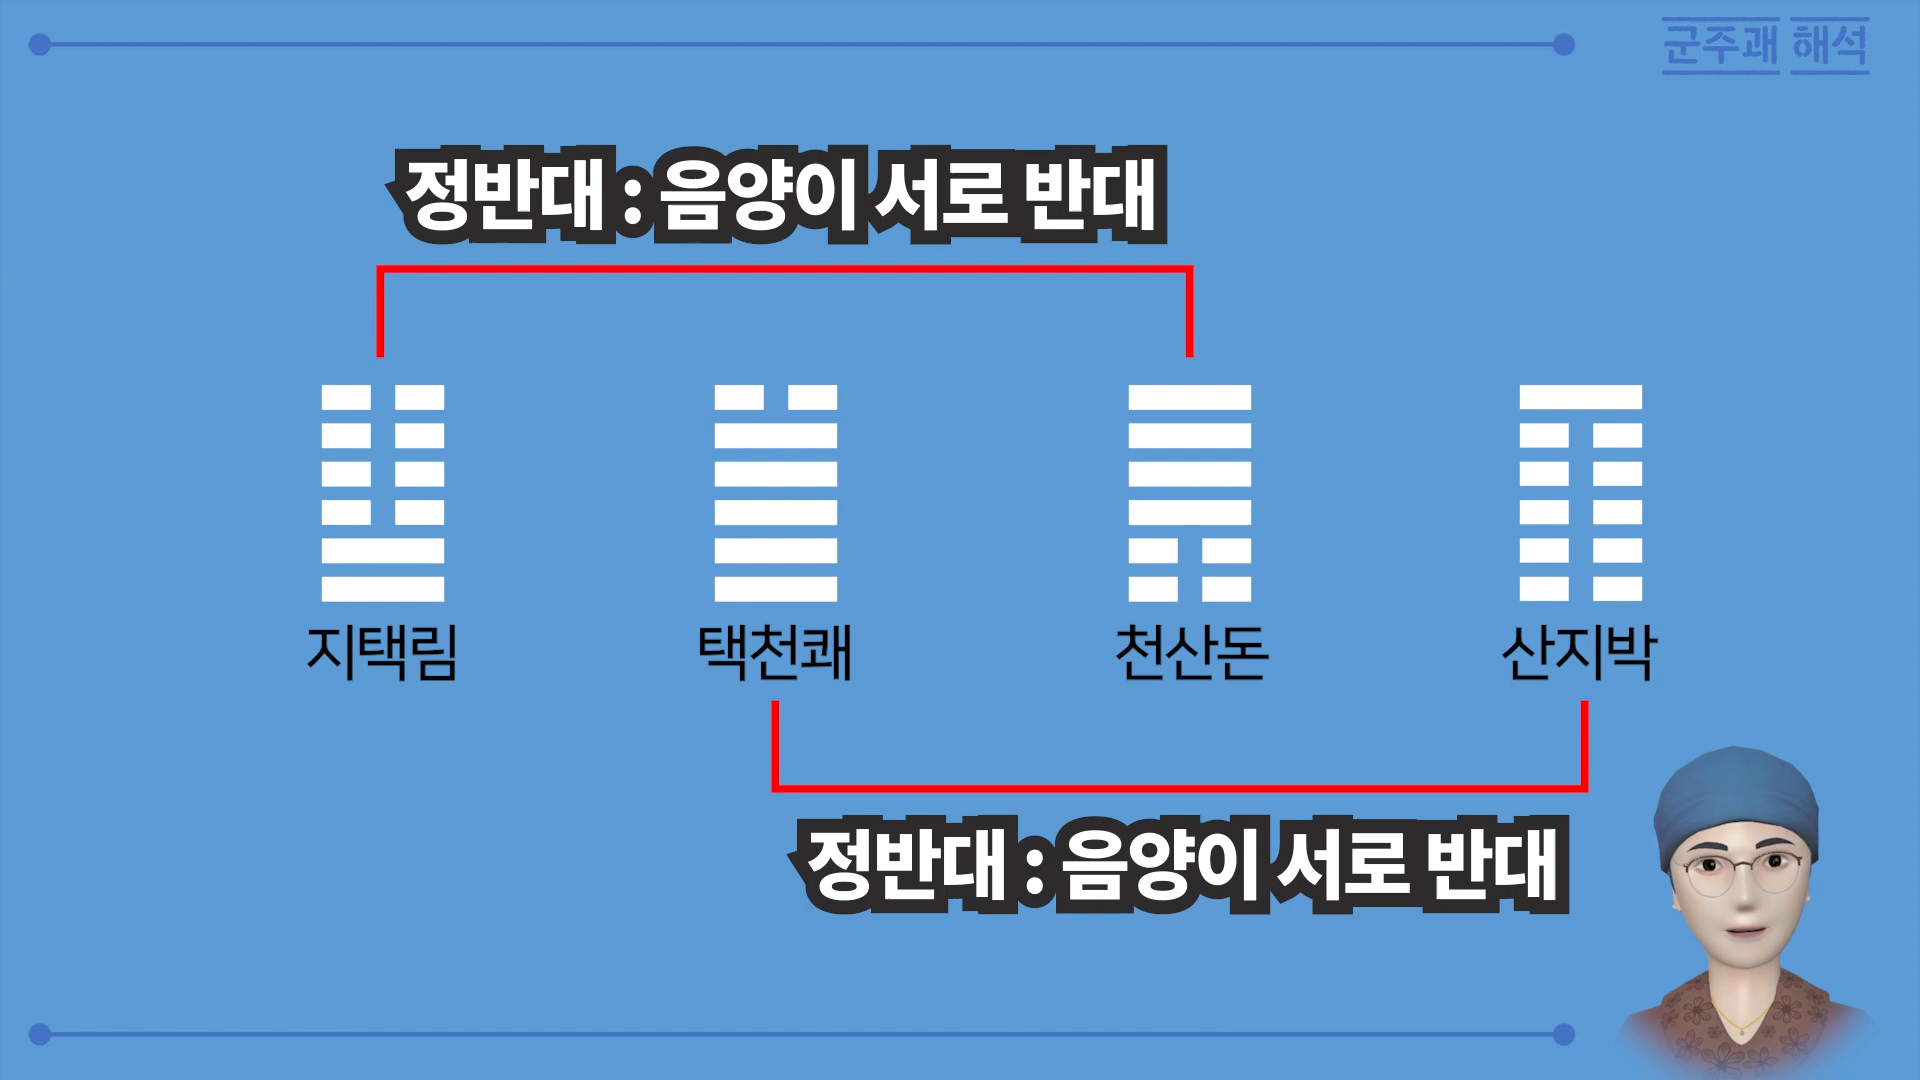 군주괘 해석
정반대 : 음양이 서로 반대
지택림
택천쾌
천산돈
산지박
정반대 : 음양이 서로 반대